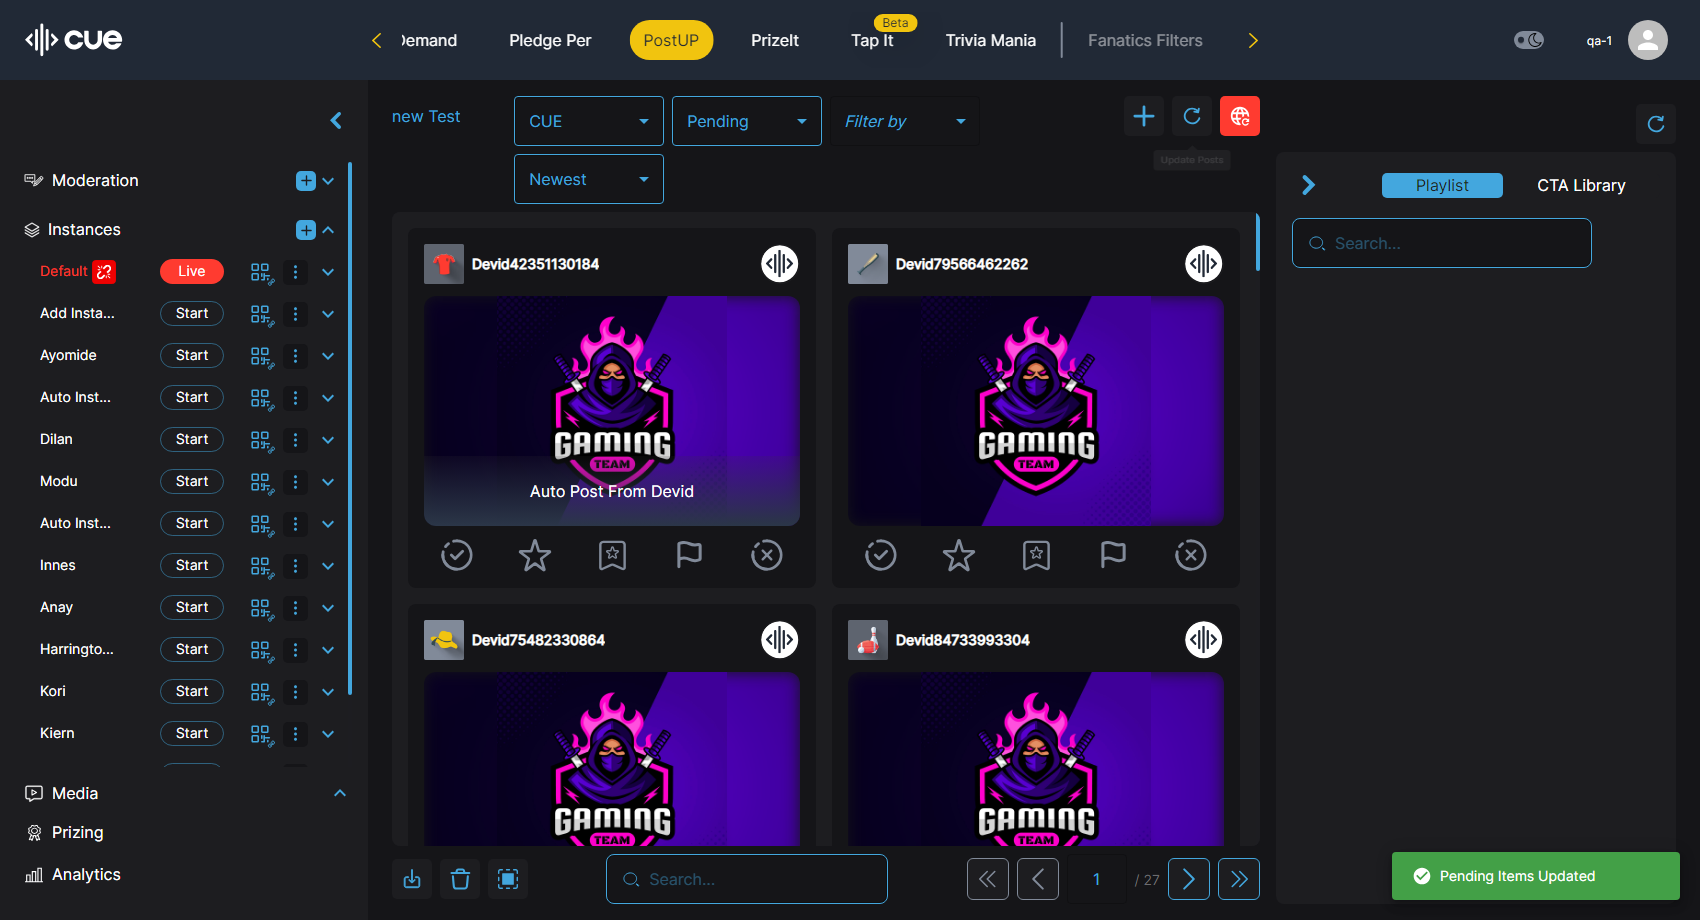 cue
Demand
Pledge Per
PostUP
PrizeIt
Beta
Tap It
Trivia Mania
Fanatics Filters
qa-1
Moderation
Instances
Default
Live
Add Insta...
Start
Ayomide
Start
Auto Inst...
Start
Dilan
Start
Modu
Start
Auto Inst...
Start
Innes
Start
Anay
Start
Harringto...
Start
Kori
Start
Kiern
Start
Media
Prizing
Analytics
new Test
CUE
Pending
Filter by
Newest
Update Posts
Devid42351130184
GAMING
TEAM
Auto Post From Devid
Devid79566462262
GAMING
TEAM
Devid75482330864
GAMING
TEAM
Devid84733993304
GAMING
TEAM
Search...
1
/ 27
Playlist
CTA Library
Search...
Pending Items Updated